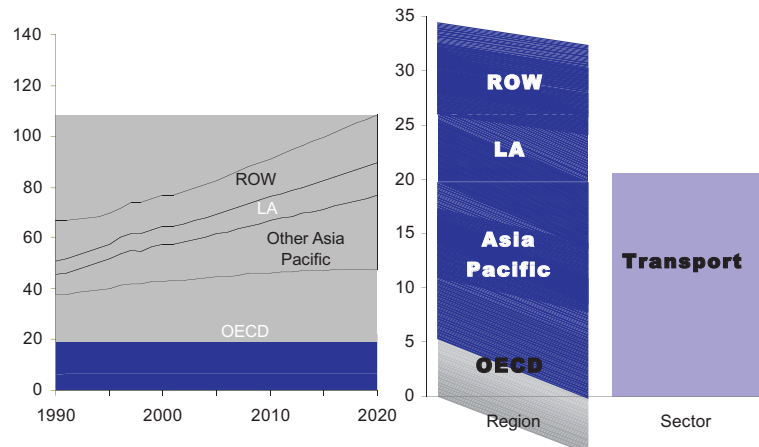 140
120
100
80
60
40
20
0
1990
2000
2010
2020
ROW
LA
Other Asia
Pacific
OECD
35
30
25
20
15
10
5
0
ROW
LA
Asia
Pacific
OECD
Transport
Region
Sector